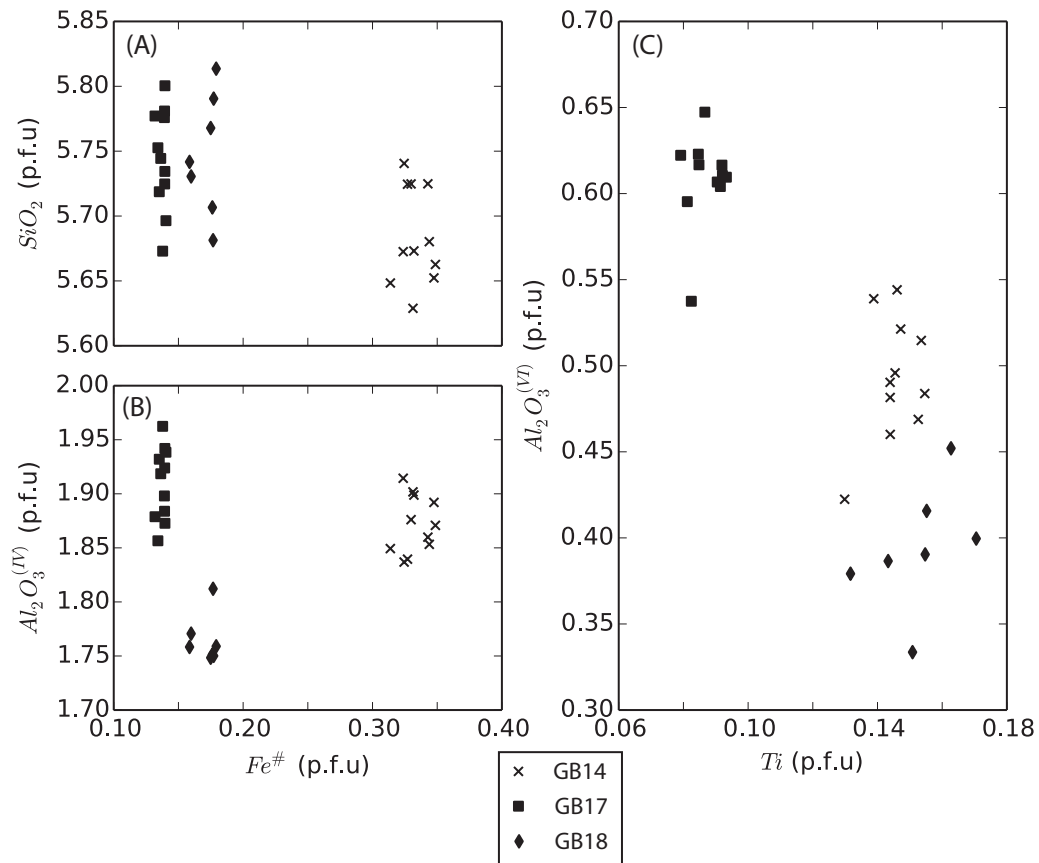 (A)
SiO2 (p.f.u)
5.85
5.80
5.75
5.70
5.65
5.60
(B)
Al2O3(IV) (p.f.u)
2.00
1.95
1.90
1.85
1.80
1.75
1.70
0.10 0.20 0.30 0.40
Fe# (p.f.u)
(C)
Al2O3(VI) (p.f.u)
0.70
0.65
0.60
0.55
0.50
0.45
0.40
0.35
0.30
0.06 0.10 0.14 0.18
Ti (p.f.u)
GB14
GB17
GB18